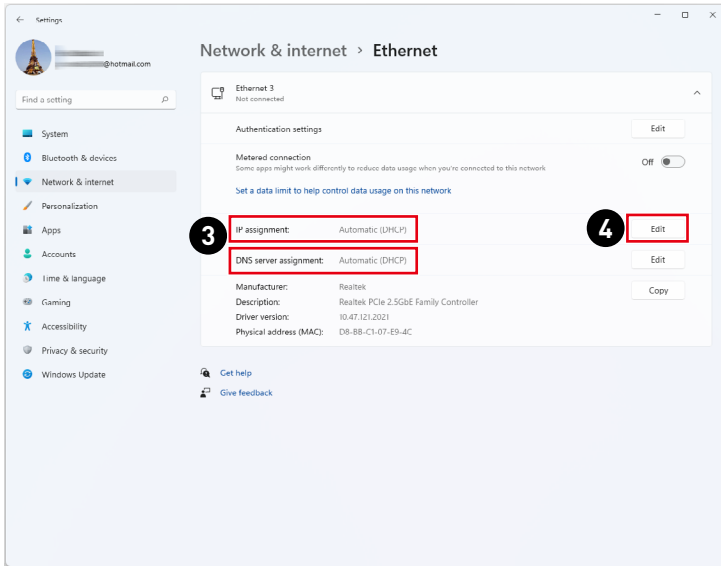 Settings
@hotmail.com
Find a setting
System
Bluetooth & devices
Network & internet
Personalization
Apps
Accounts
Time & language
Gaming
Accessibility
Privacy & security
Windows Update
Network & internet > Ethernet
Ethernet 3
Not connected
Authentication settings Edit
Metered connection
Some apps might work differently to reduce data usage when you're connected to this network
Off
Set a data limit to help control data usage on this network
3 IP assignment: Automatic (DHCP) 4 Edit
DNS server assignment: Automatic (DHCP) Edit
Manufacturer: Realtek Copy
Description: Realtek PCIe 2.5GbE Family Controller
Driver version: 10.47.121.2021
Physical address (MAC): D8-BB-C1-07-E9-4C
Get help
Give feedback